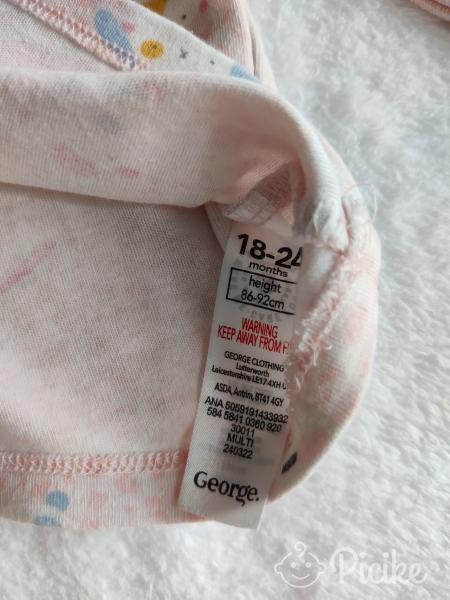 18-24
months
height
86-92cm
WARNING
KEEP AWAY FROM
GEORGE CLOTHING
Lutterworth
Leicestershire LE17 4XH
ASDA, Antrim, BT41 4GY
ANA 5059191433932
584 5841 0360 920
30011
MULTI
240322
George.
Picike